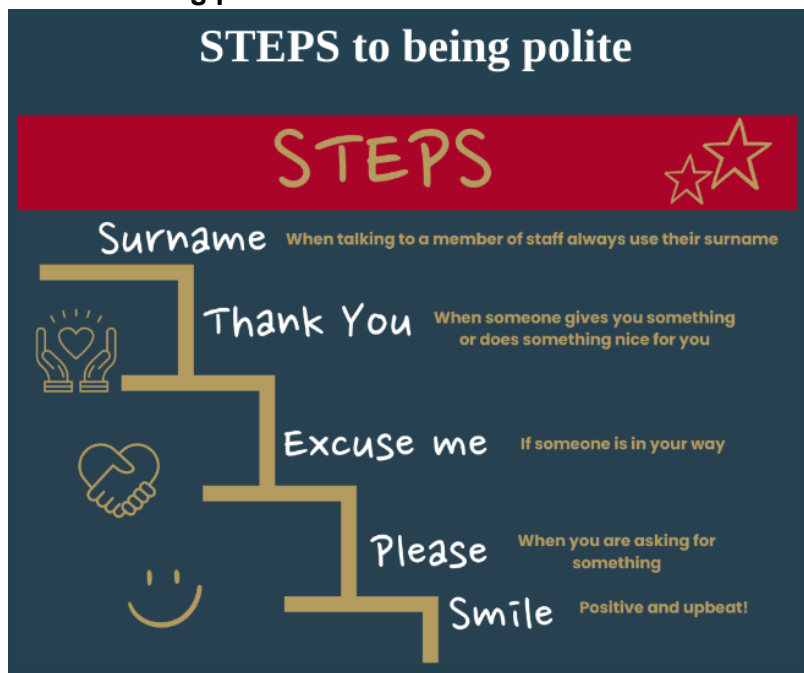 STEPS to being polite
STEPS
Surname When talking to a member of staff always use their surname
Thank You When someone gives you something
or does something nice for you
Excuse me If someone is in your way
Please When you are asking for
something
Smile Positive and upbeat!